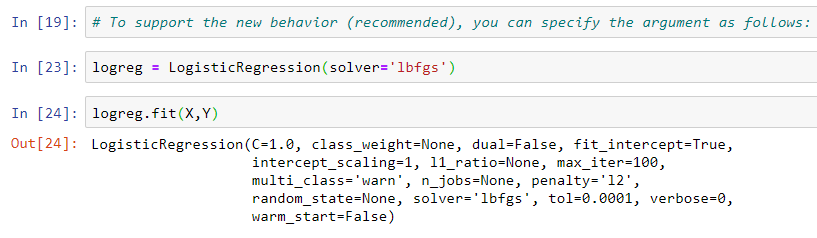 In [19]: # To support the new behavior (recommended), you can specify the argument as follows:
In [23]: logreg = LogisticRegression(solver='lbfgs')
In [24]: logreg.fit(X,Y)
Out[24]: LogisticRegression(C=1.0, class_weight=None, dual=False, fit_intercept=True,
intercept_scaling=1, l1_ratio=None, max_iter=100,
multi_class='warn', n_jobs=None, penalty='l2',
random_state=None, solver='lbfgs', tol=0.0001, verbose=0,
warm_start=False)